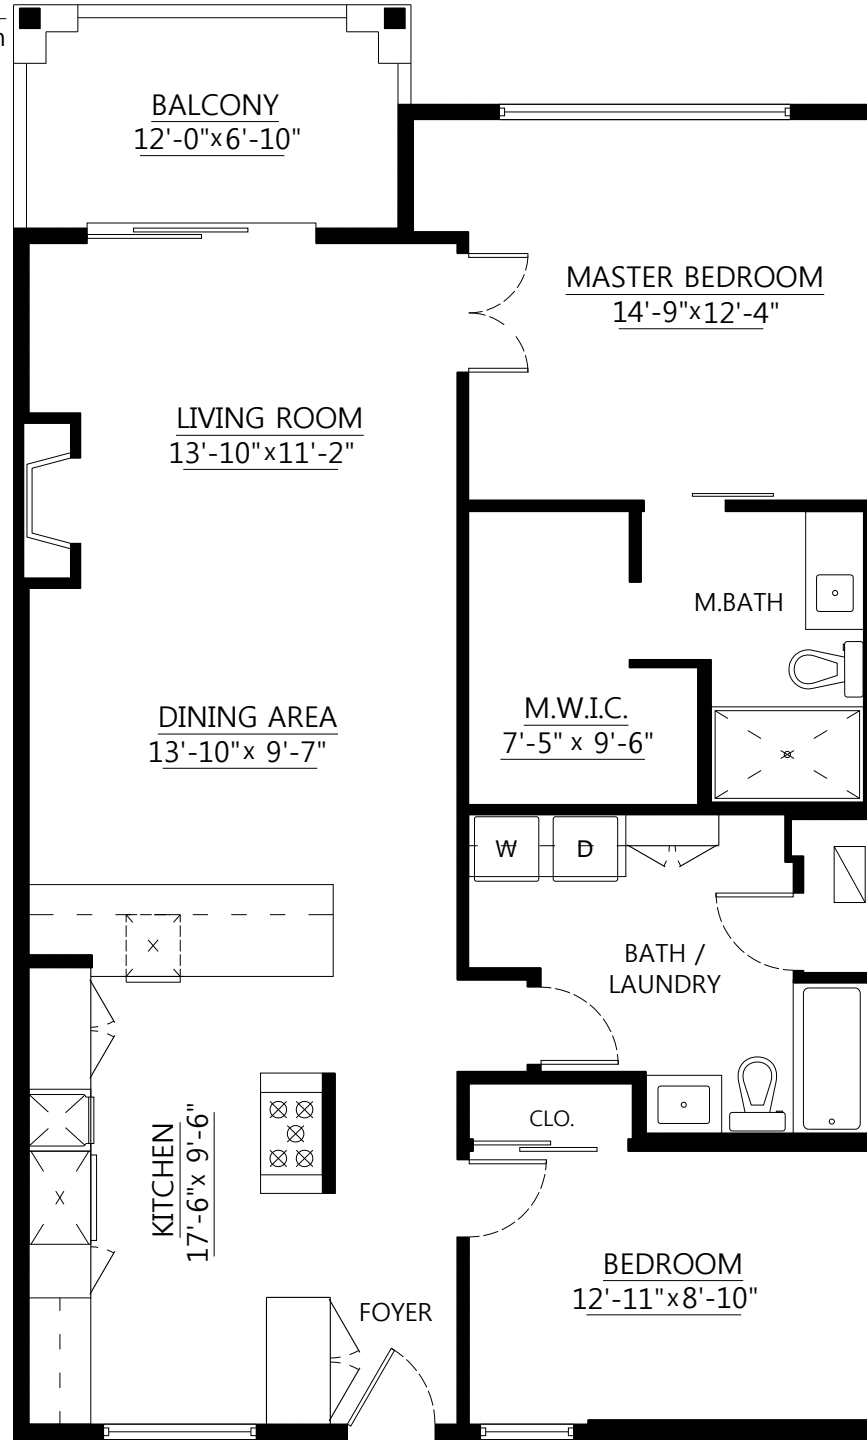 BALCONY
12'-0"x6'-10"
MASTER BEDROOM
14'-9"x12'-4"
LIVING ROOM
13'-10"x11'-2"
M.BATH
M.W.I.C.
7'-5" x 9'-6"
DINING AREA
13'-10"x 9'-7"
W
D
BATH /
LAUNDRY
CLO.
KITCHEN
17'-6"x 9'-6"
BEDROOM
12'-11"x8'-10"
FOYER